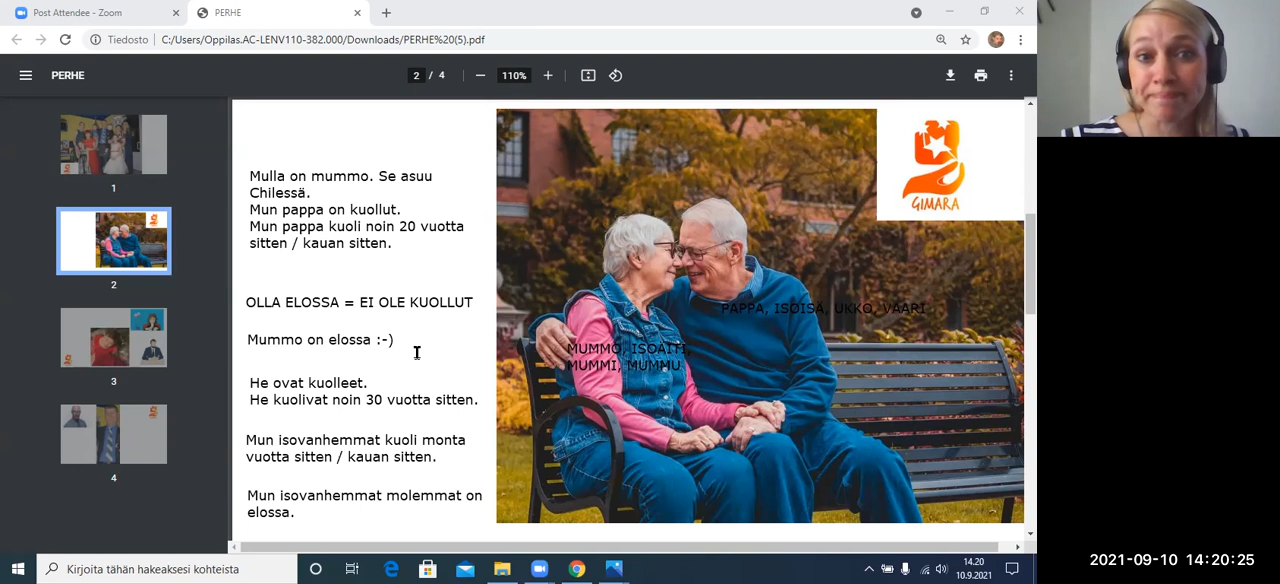 Post Attendee - Zoom
PERHE
Tiedosto
C:/Users/Oppilas.AC-LENV110-382.000/Downloads/PERHE%20(5).pdf
PERHE
2 / 4
110%
1
2
3
4
Mulla on mummo. Se asuu
Chilessä.
Mun pappa on kuollut.
Mun pappa kuoli noin 20 vuotta
sitten / kauan sitten.
OLLA ELOSSA = EI OLE KUOLLUT
Mummo on elossa :-)
He ovat kuolleet.
He kuolivat noin 30 vuotta sitten.
Mun isovanhemmat kuoli monta
vuotta sitten / kauan sitten.
Mun isovanhemmat molemmat on
elossa.
GIMARA
PAPPA, ISOISÄ, UKKO, VAARI
MUMMO, ISOÄITI,
MUMMI, MUMMU
Kirjoita tähän hakeaksesi kohteista
14.20
10.9.2021
2021-09-10 14:20:25